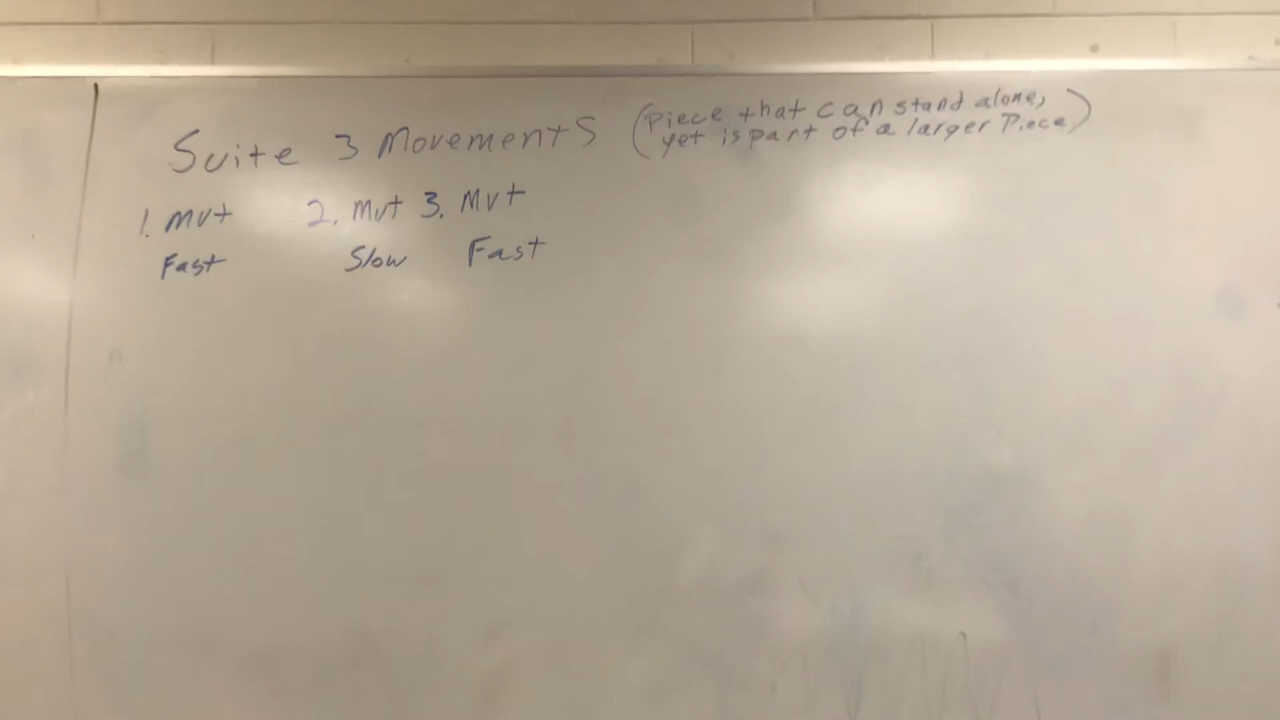 Suite 3 Movements (Piece that can stand alone,
yet is part of a larger Piece)
1. Mvt 2. Mvt 3. Mvt
Fast Slow Fast